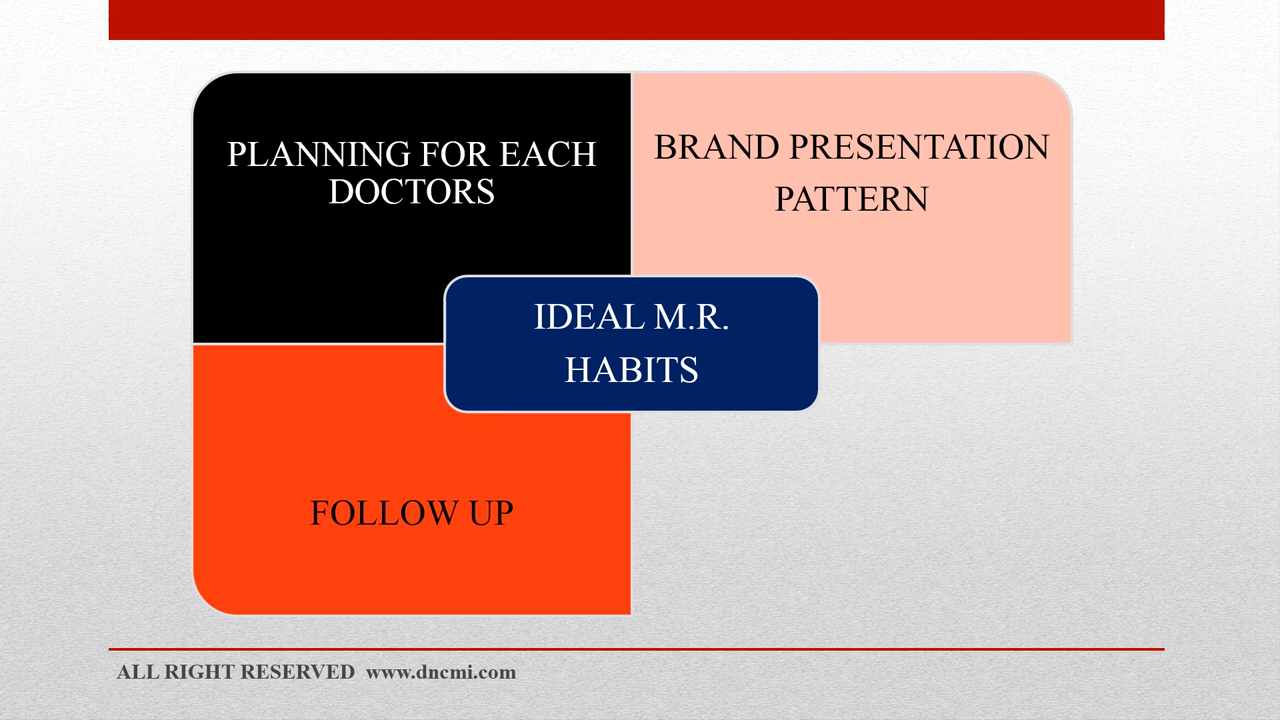 PLANNING FOR EACH
DOCTORS
BRAND PRESENTATION
PATTERN
IDEAL M.R.
HABITS
FOLLOW UP
ALL RIGHT RESERVED  www.dncmi.com